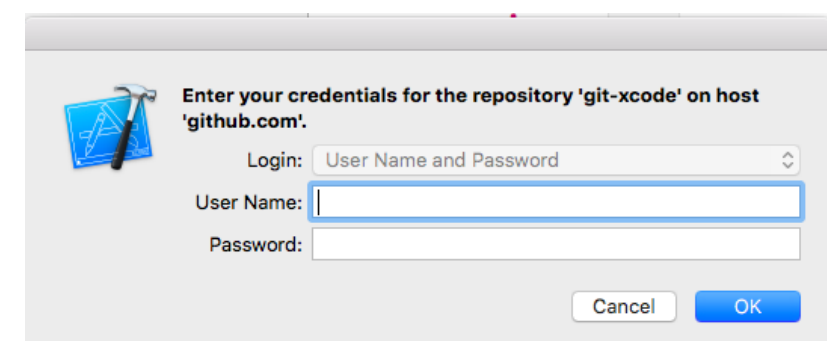 Enter your credentials for the repository 'git-xcode' on host
'github.com'.
Login: User Name and Password
User Name:
Password:
Cancel OK